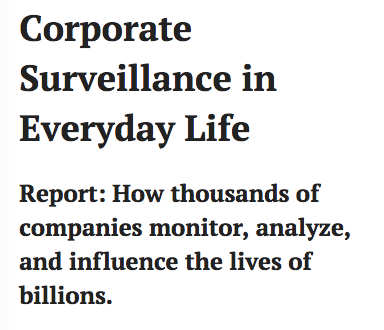 Corporate
Surveillance in
Everyday Life
Report: How thousands of
companies monitor, analyze,
and influence the lives of
billions.